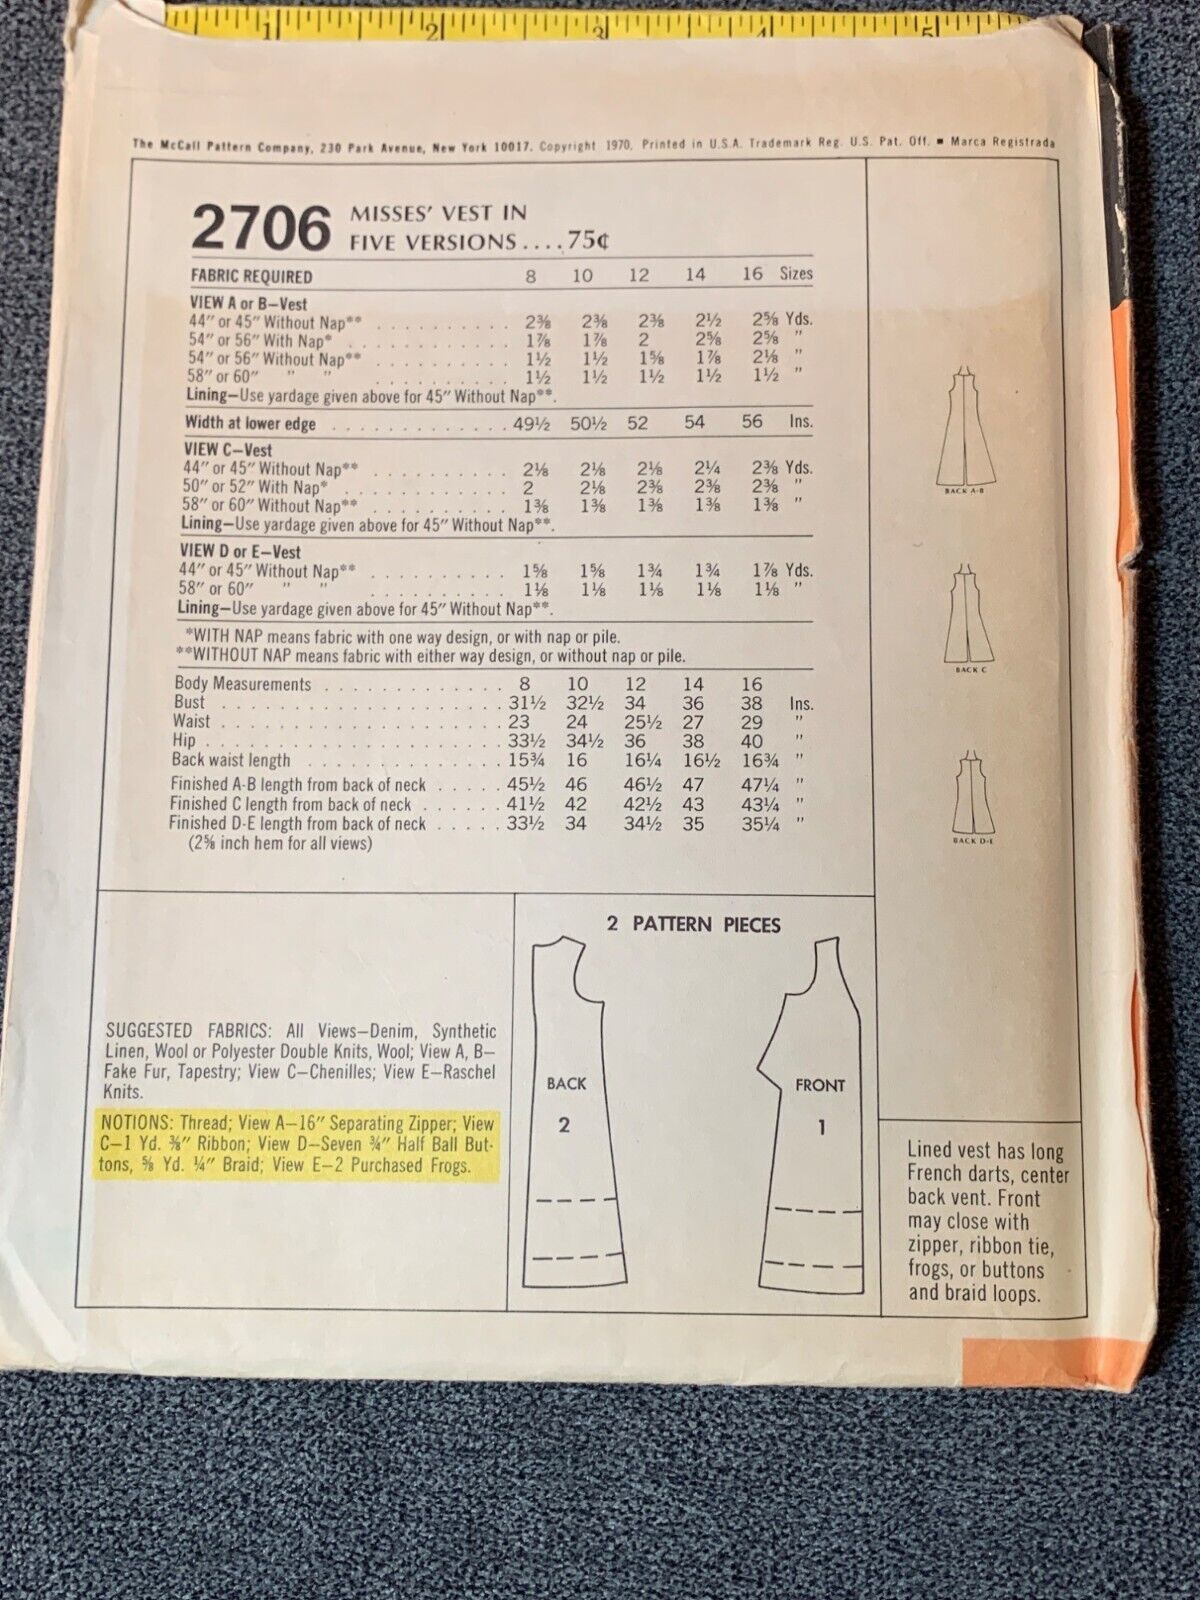 1 2 3 4 5
The McCall Pattern Company, 230 Park Avenue, New York 10017. Copyright 1970, Printed in U.S.A. Trademark Reg. U.S. Pat. Off. ■ Marca Registrada
2706 MISSES' VEST IN
FIVE VERSIONS....75¢
FABRIC REQUIRED 8 10 12 14 16 Sizes
VIEW A or B—Vest
44" or 45" Without Nap** . . . . . . . . . . 2⅜ 2⅜ 2⅜ 2½ 2⅝ Yds.
54" or 56" With Nap* . . . . . . . . . . . . 1⅞ 1⅞ 2 2⅝ 2⅝ "
54" or 56" Without Nap** . . . . . . . . . . 1½ 1½ 1⅝ 1⅞ 2⅛ "
58" or 60" " " . . . . . . . . . . 1½ 1½ 1½ 1½ 1½ "
Lining—Use yardage given above for 45" Without Nap**.
Width at lower edge . . . . . . . . . . . . . 49½ 50½ 52 54 56 Ins.
VIEW C—Vest
44" or 45" Without Nap** . . . . . . . . . . 2⅛ 2⅛ 2⅛ 2¼ 2⅜ Yds.
50" or 52" With Nap* . . . . . . . . . . . . 2 2⅛ 2⅜ 2⅜ 2⅜ "
58" or 60" Without Nap** . . . . . . . . . . 1⅜ 1⅜ 1⅜ 1⅜ 1⅜ "
Lining—Use yardage given above for 45" Without Nap**.
VIEW D or E—Vest
44" or 45" Without Nap** . . . . . . . . . . 1⅝ 1⅝ 1¾ 1¾ 1⅞ Yds.
58" or 60" " " . . . . . . . . . . 1⅛ 1⅛ 1⅛ 1⅛ 1⅛ "
Lining—Use yardage given above for 45" Without Nap**.
*WITH NAP means fabric with one way design, or with nap or pile.
**WITHOUT NAP means fabric with either way design, or without nap or pile.
Body Measurements . . . . . . . . . . . . . 8 10 12 14 16
Bust . . . . . . . . . . . . . . . . . . . . . 31½ 32½ 34 36 38 Ins.
Waist . . . . . . . . . . . . . . . . . . . . . 23 24 25½ 27 29 "
Hip . . . . . . . . . . . . . . . . . . . . . . 33½ 34½ 36 38 40 "
Back waist length . . . . . . . . . . . . . . 15¾ 16 16¼ 16½ 16¾ "
Finished A-B length from back of neck . . . . . 45½ 46 46½ 47 47¼ "
Finished C length from back of neck . . . . . . 41½ 42 42½ 43 43¼ "
Finished D-E length from back of neck . . . . . 33½ 34 34½ 35 35¼ "
(2⅝ inch hem for all views)
BACK A-B
BACK C
BACK D-E
2 PATTERN PIECES
BACK
2
FRONT
1
SUGGESTED FABRICS: All Views—Denim, Synthetic
Linen, Wool or Polyester Double Knits, Wool; View A, B—
Fake Fur, Tapestry; View C—Chenilles; View E—Raschel
Knits.
NOTIONS: Thread; View A—16" Separating Zipper; View
C—1 Yd. ⅜" Ribbon; View D—Seven ¾" Half Ball But-
tons, ⅝ Yd. ¼" Braid; View E—2 Purchased Frogs.
Lined vest has long
French darts, center
back vent. Front
may close with
zipper, ribbon tie,
frogs, or buttons
and braid loops.